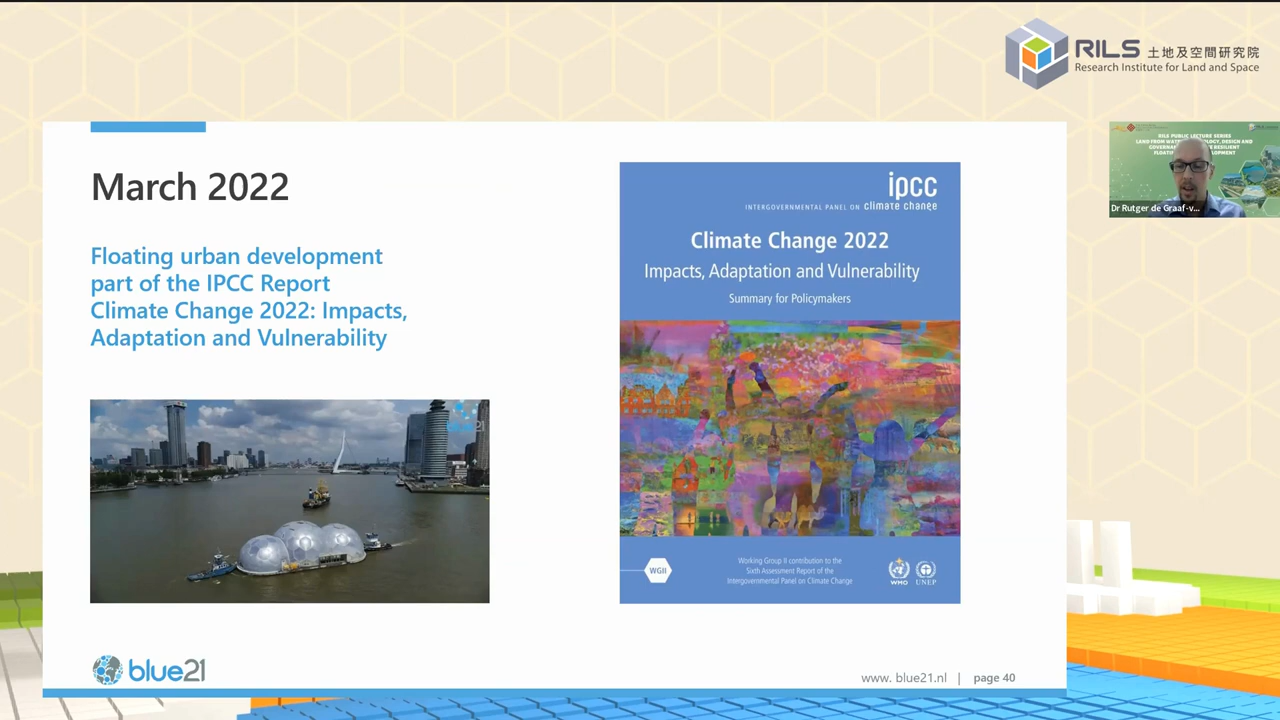 RILS 土地及空間研究院
Research Institute for Land and Space
March 2022
Floating urban development
part of the IPCC Report
Climate Change 2022: Impacts,
Adaptation and Vulnerability
ipcc
INTERGOVERNMENTAL PANEL ON climate change
Climate Change 2022
Impacts, Adaptation and Vulnerability
Summary for Policymakers
WGII
Working Group II contribution to the
Sixth Assessment Report of the
Intergovernmental Panel on Climate Change
WMO UNEP
RILS PUBLIC LECTURE SERIES
Dr Rutger de Graaf-v...
blue21
www. blue21.nl | page 40